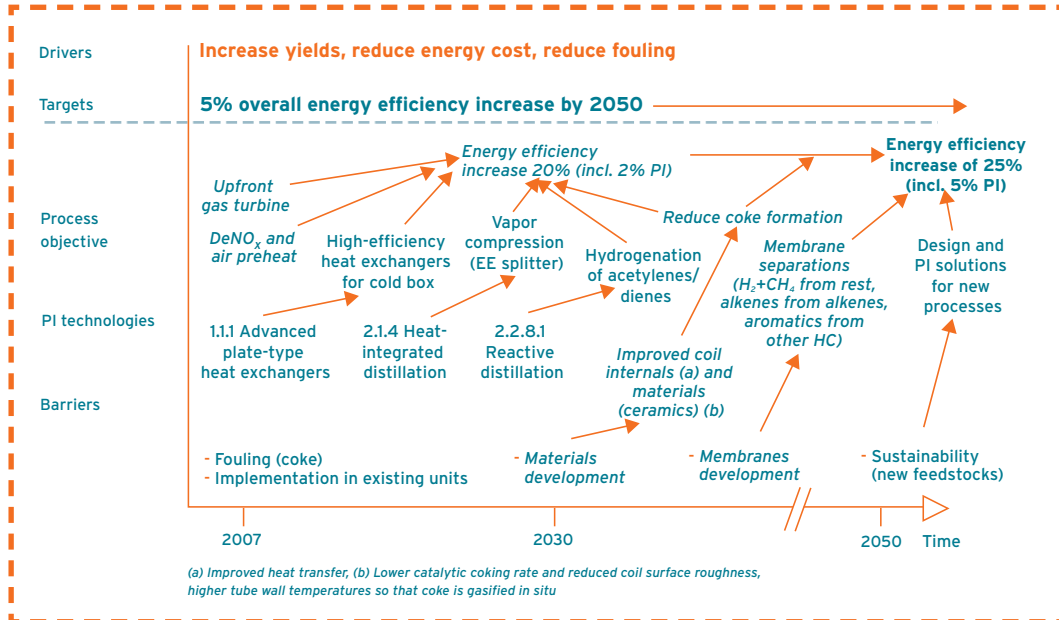 Drivers
Increase yields, reduce energy cost, reduce fouling
Targets
5% overall energy efficiency increase by 2050
Process
objective
Upfront
gas turbine
DeNOₓ and
air preheat
Energy efficiency
increase 20% (incl. 2% PI)
Energy efficiency
increase of 25%
(incl. 5% PI)
High-efficiency
heat exchangers
for cold box
Vapor
compression
(EE splitter)
Hydrogenation
of acetylenes/
dienes
Reduce coke formation
Membrane
separations
(H₂+CH₄ from rest,
alkenes from alkenes,
aromatics from
other HC)
Design and
PI solutions
for new
processes
PI technologies
1.1.1 Advanced
plate-type
heat exchangers
2.1.4 Heat-
integrated
distillation
2.2.8.1
Reactive
distillation
Improved coil
internals (a) and
materials
(ceramics) (b)
Barriers
- Fouling (coke)
- Implementation in existing units
- Materials
development
- Membranes
development
- Sustainability
(new feedstocks)
2007
2030
2050
Time
(a) Improved heat transfer, (b) Lower catalytic coking rate and reduced coil surface roughness,
higher tube wall temperatures so that coke is gasified in situ